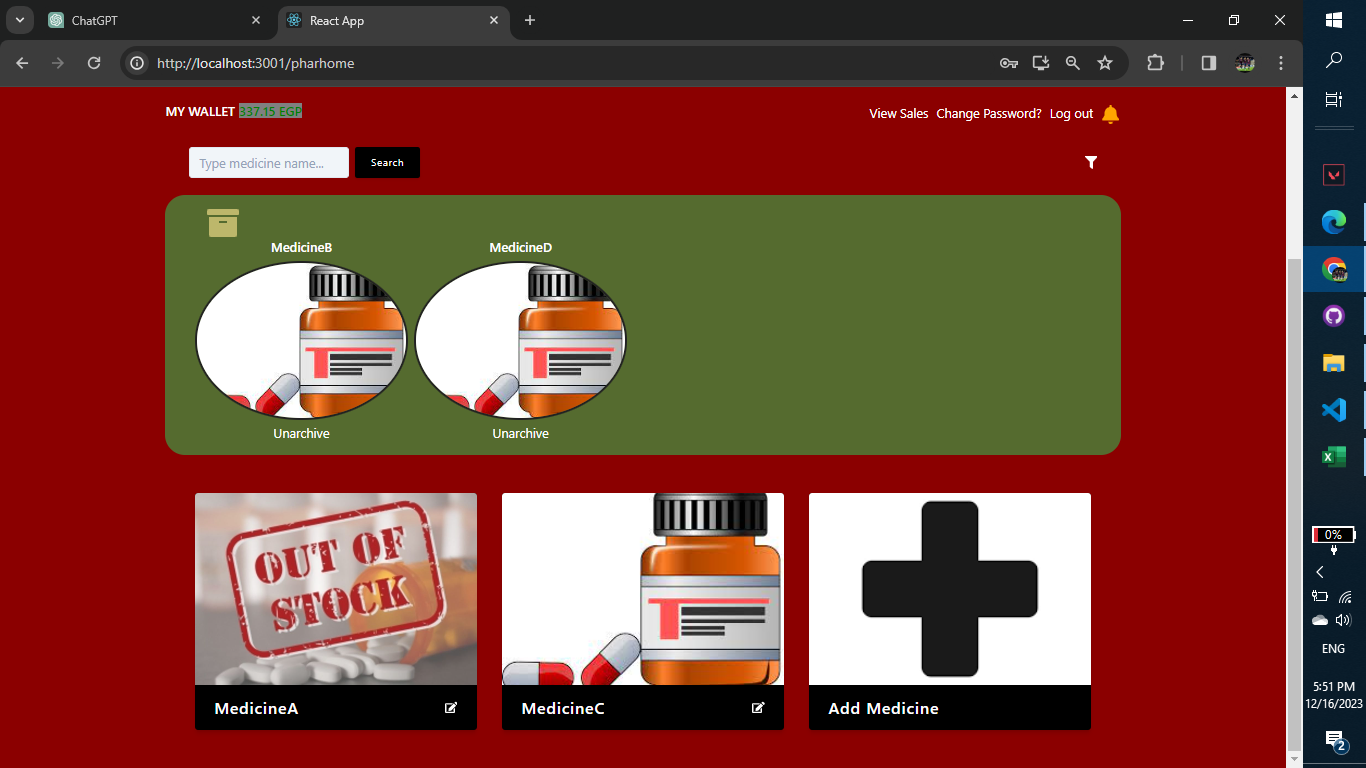 ChatGPT
React App
http://localhost:3001/pharhome
MY WALLET 337.15 EGP
View Sales Change Password? Log out
Type medicine name...
Search
MedicineB
MedicineD
Unarchive
Unarchive
OUT OF
STOCK
MedicineA
MedicineC
Add Medicine
0%
ENG
5:51 PM
12/16/2023
2